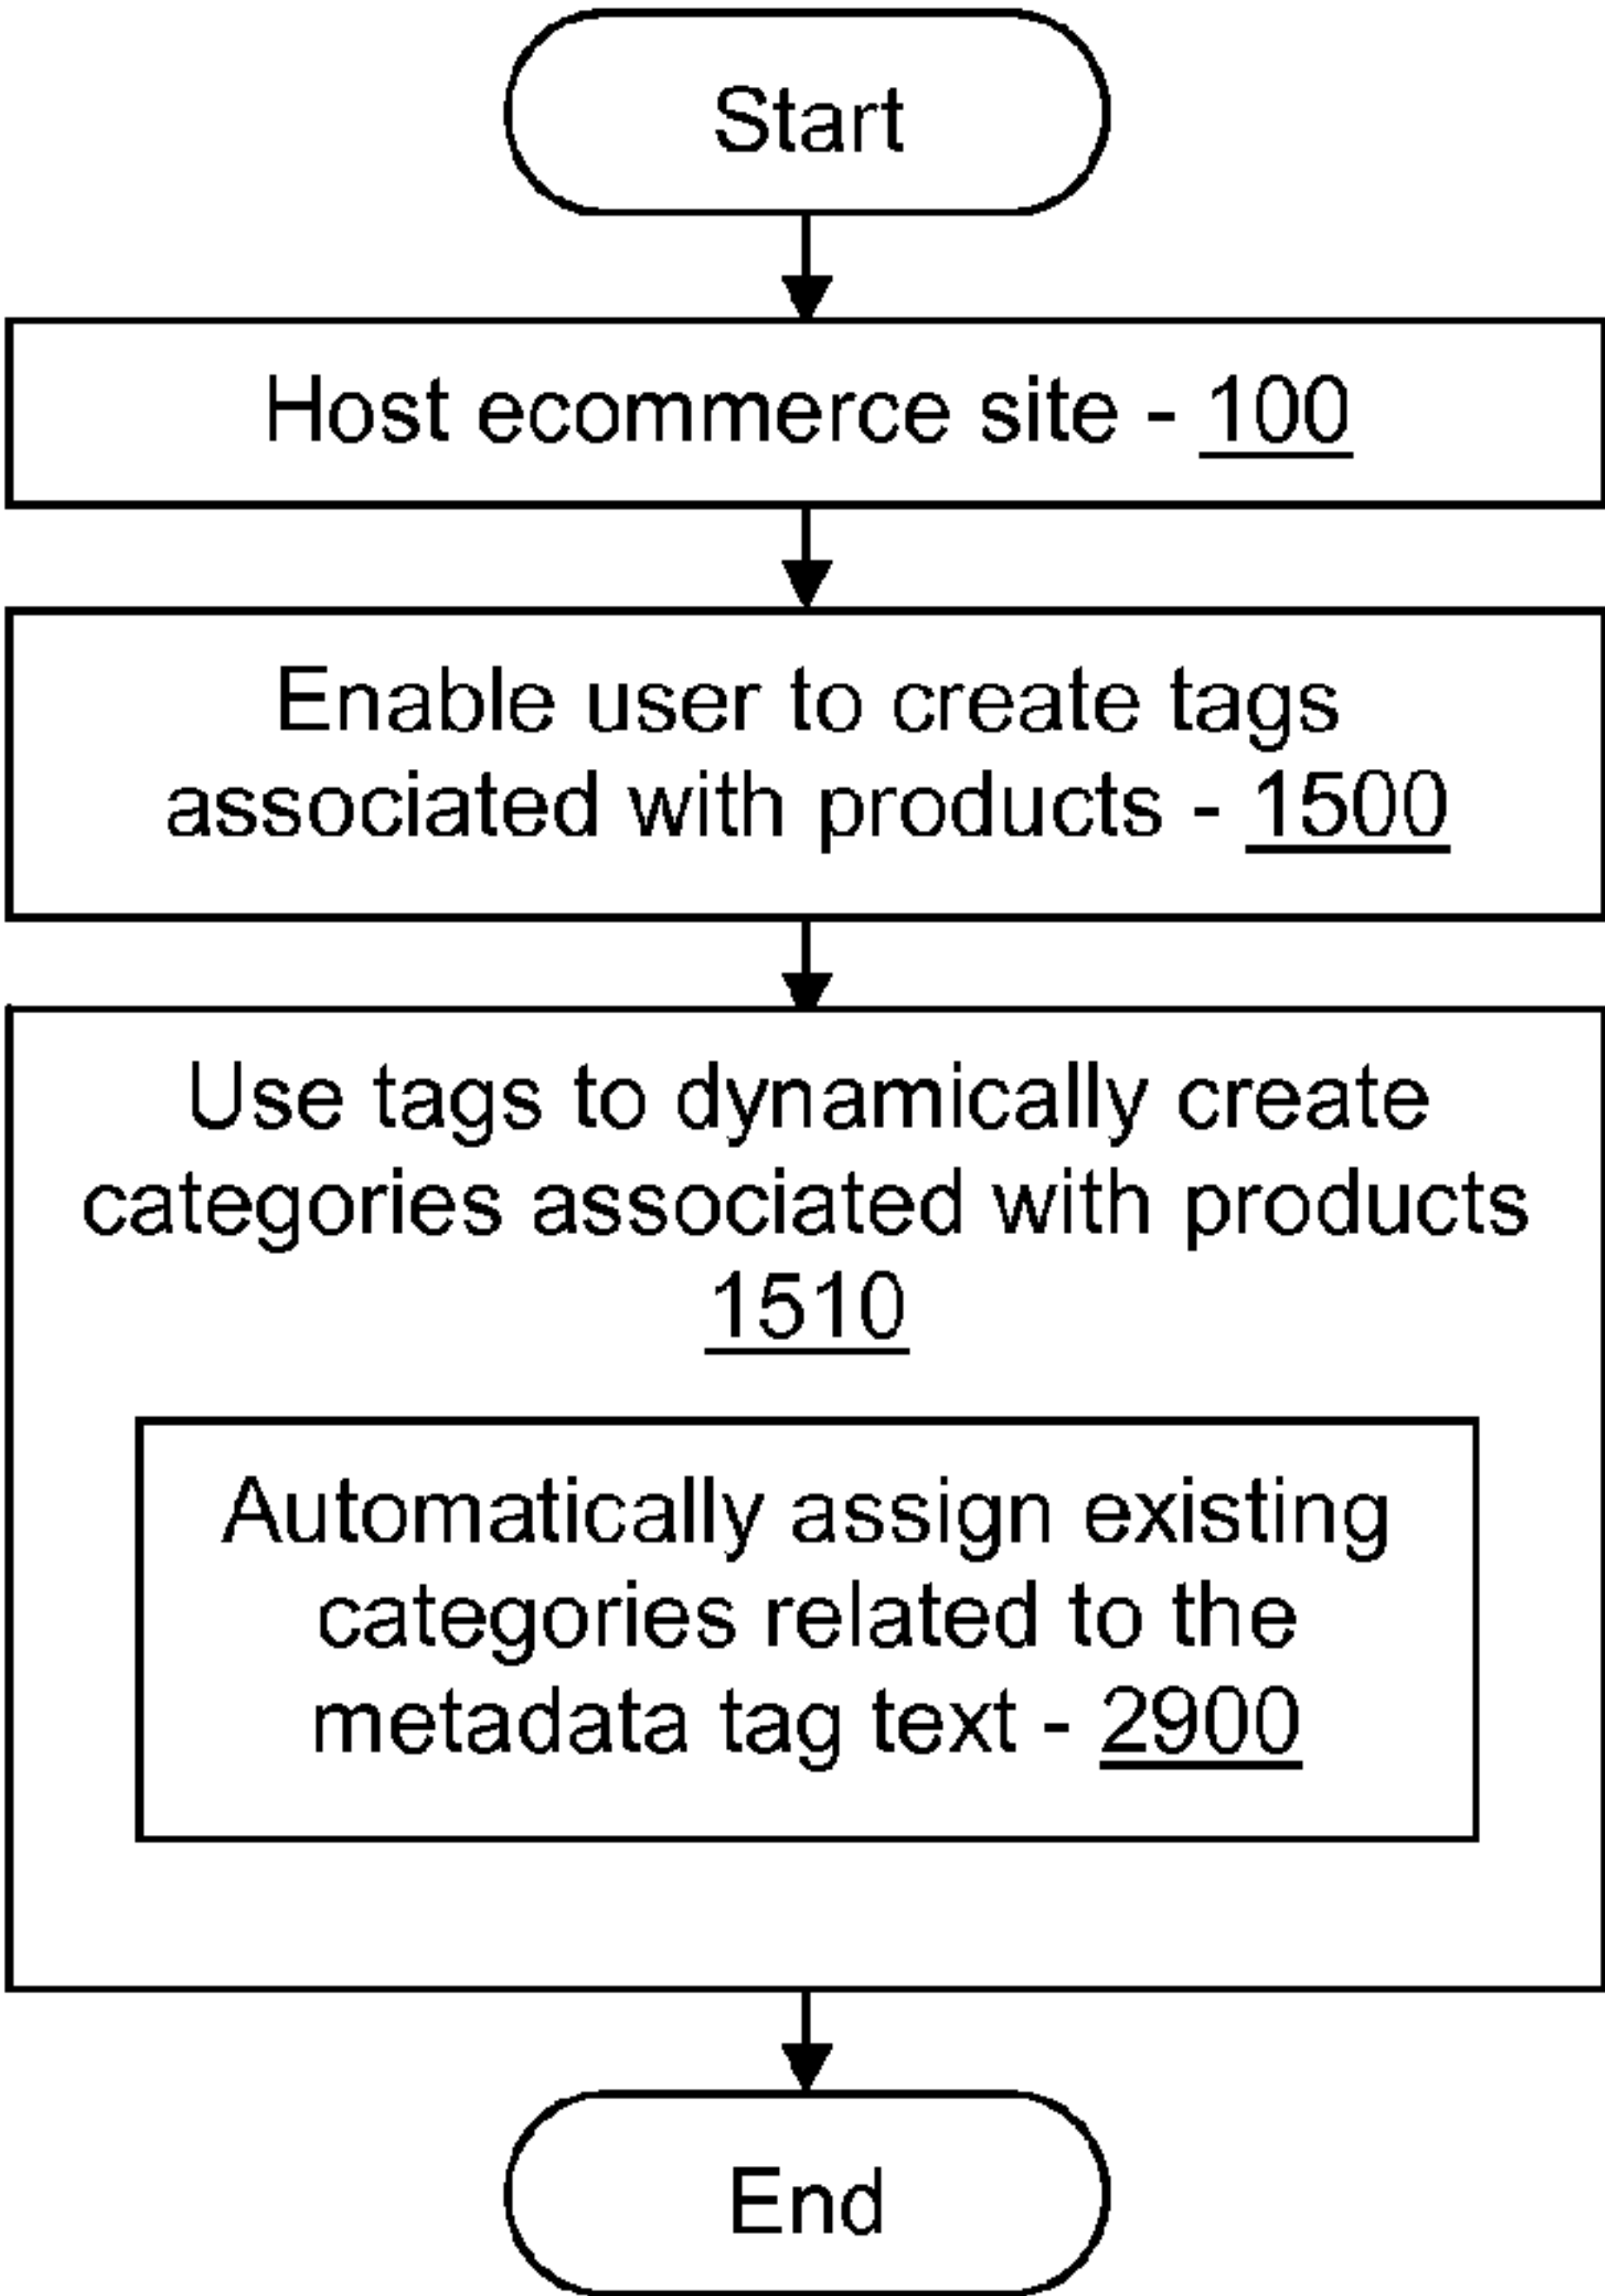 Start
Host ecommerce site - 100
Enable user to create tags
associated with products - 1500
Use tags to dynamically create
categories associated with products
1510
Automatically assign existing
categories related to the
metadata tag text - 2900
End